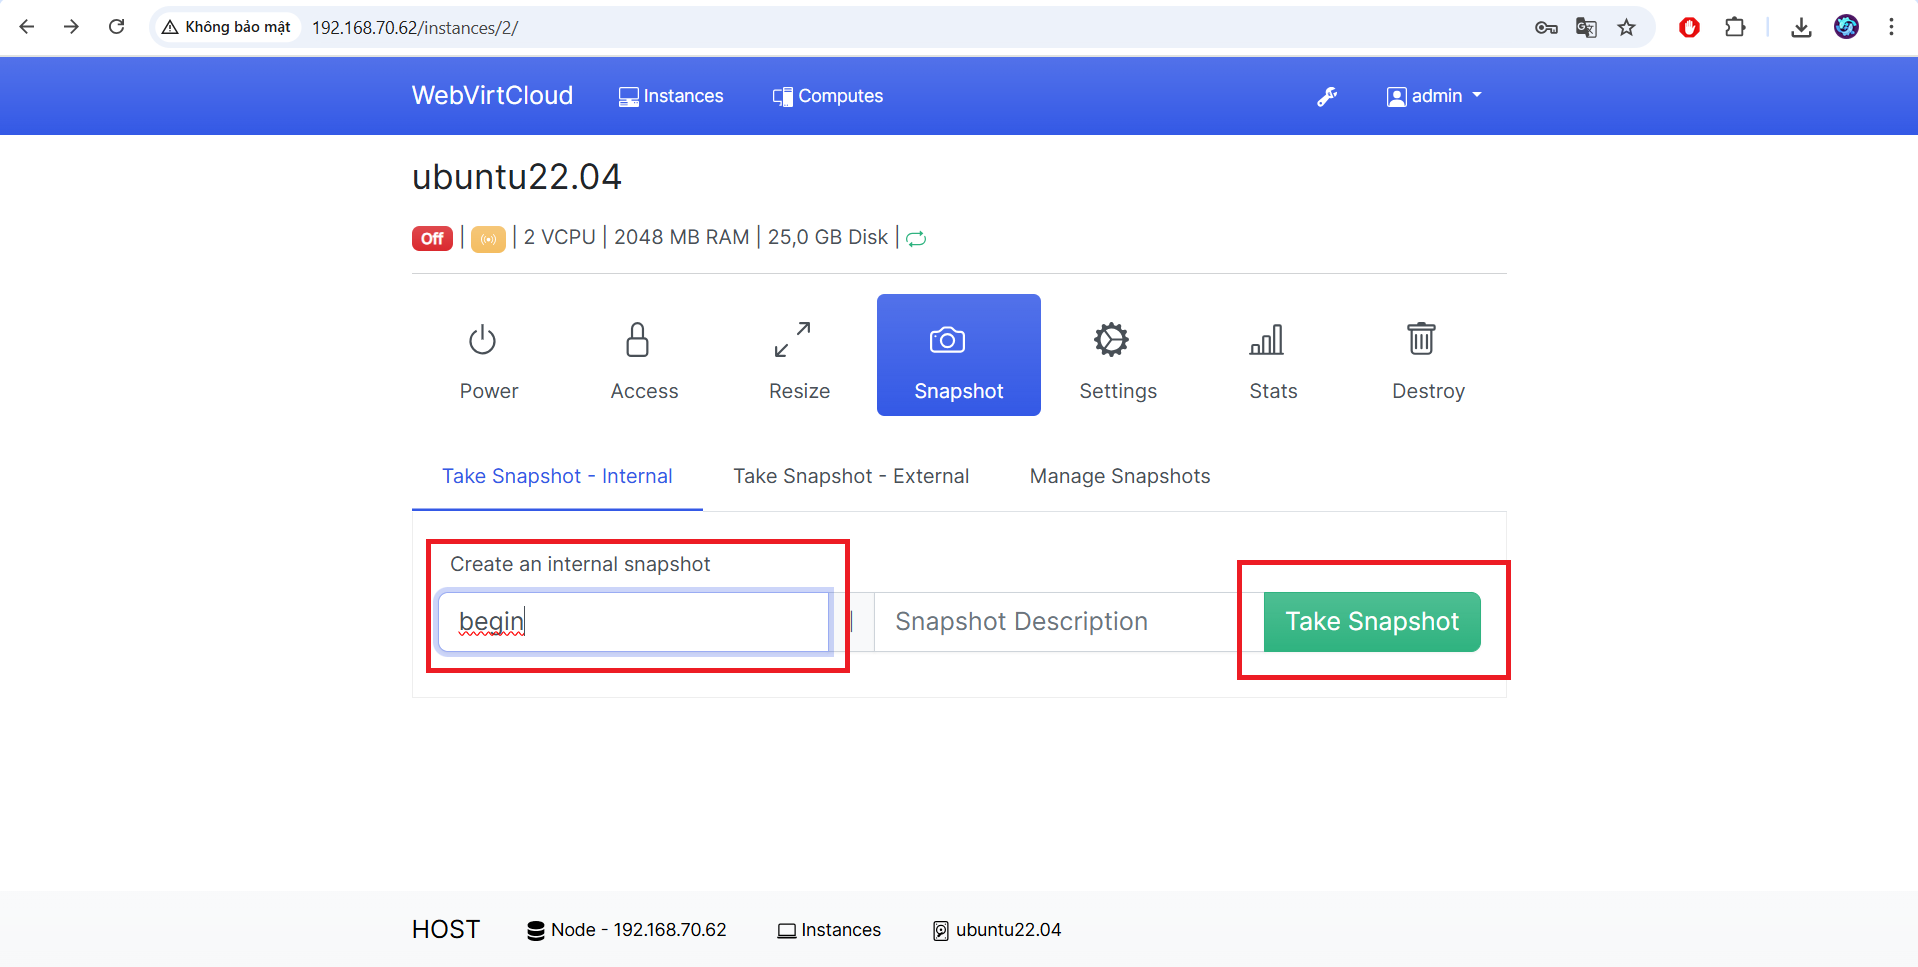 Không bảo mật 192.168.70.62/instances/2/
WebVirtCloud Instances Computes admin
ubuntu22.04
Off | | 2 VCPU | 2048 MB RAM | 25,0 GB Disk |
Power Access Resize Snapshot Settings Stats Destroy
Take Snapshot - Internal Take Snapshot - External Manage Snapshots
Create an internal snapshot
begin Snapshot Description Take Snapshot
HOST Node - 192.168.70.62 Instances ubuntu22.04